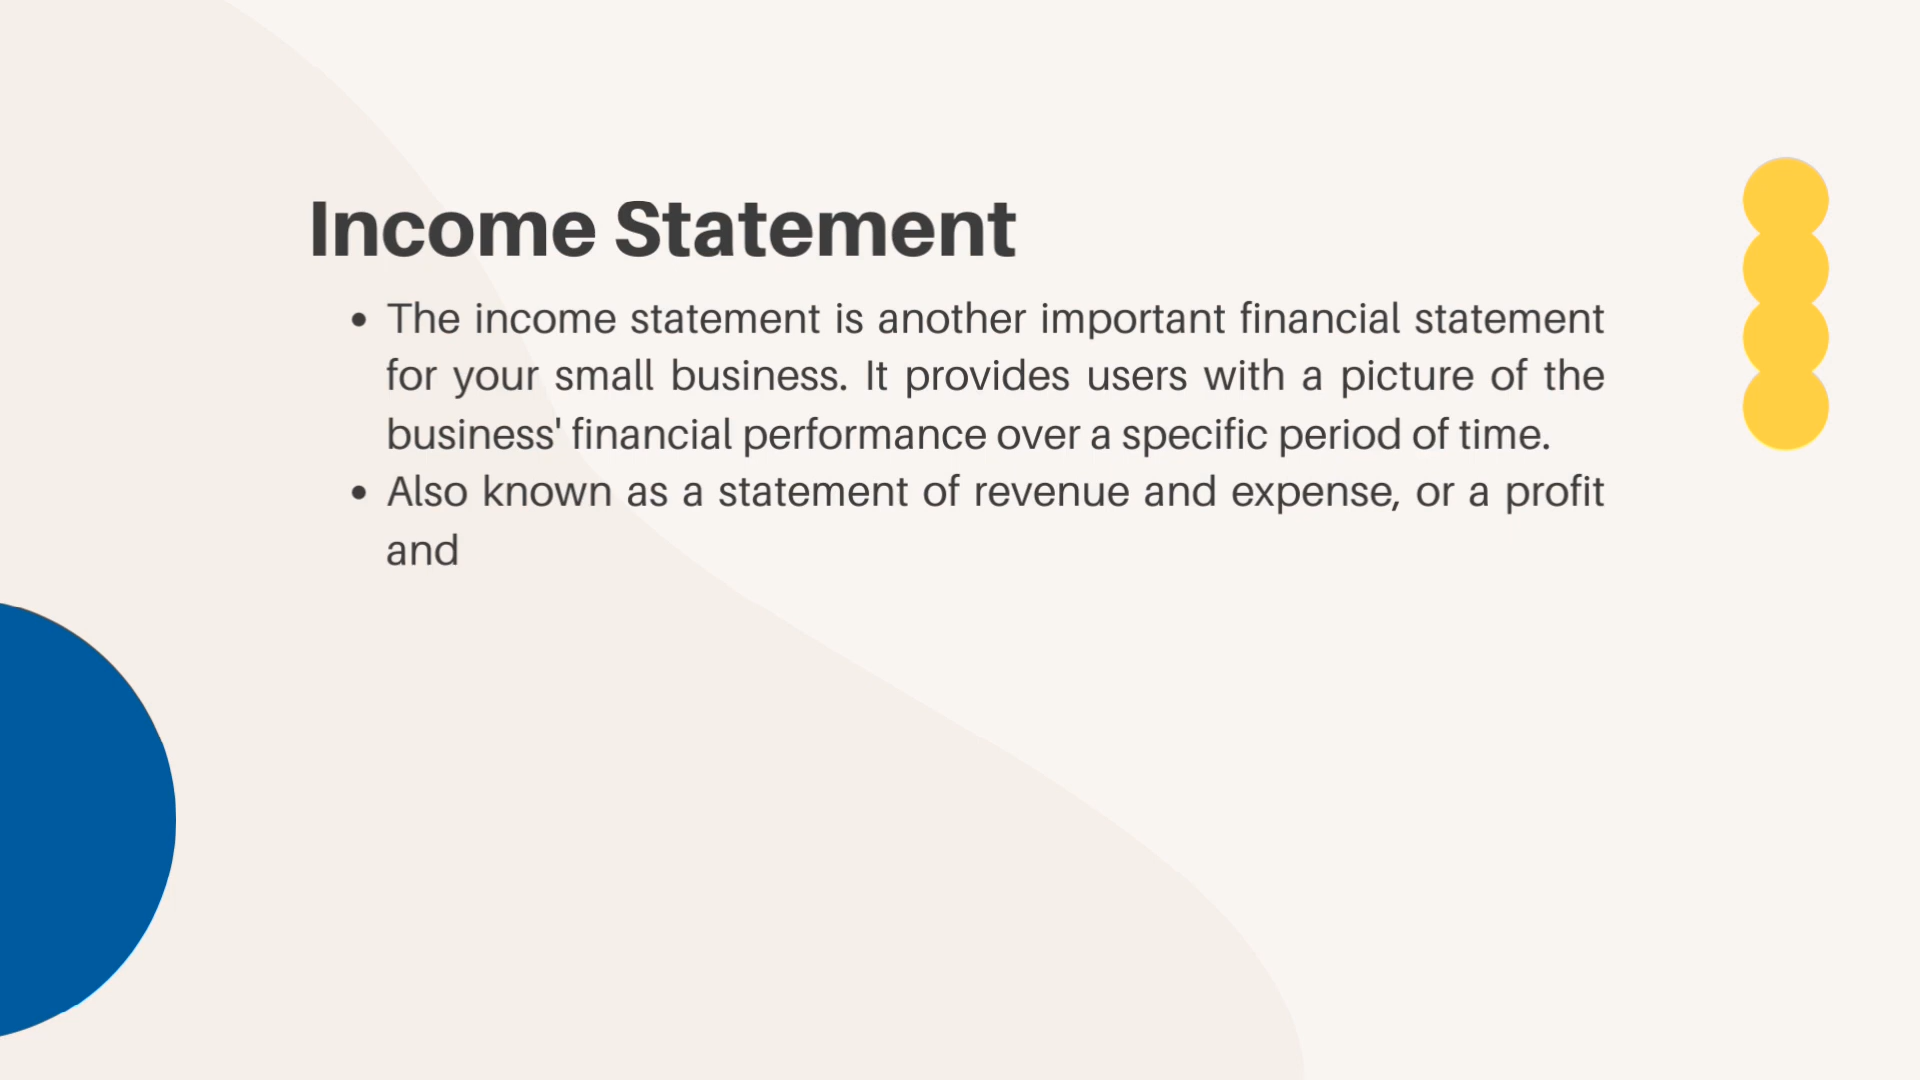 Income Statement
• The income statement is another important financial statement
for your small business. It provides users with a picture of the
business' financial performance over a specific period of time.
• Also known as a statement of revenue and expense, or a profit
and